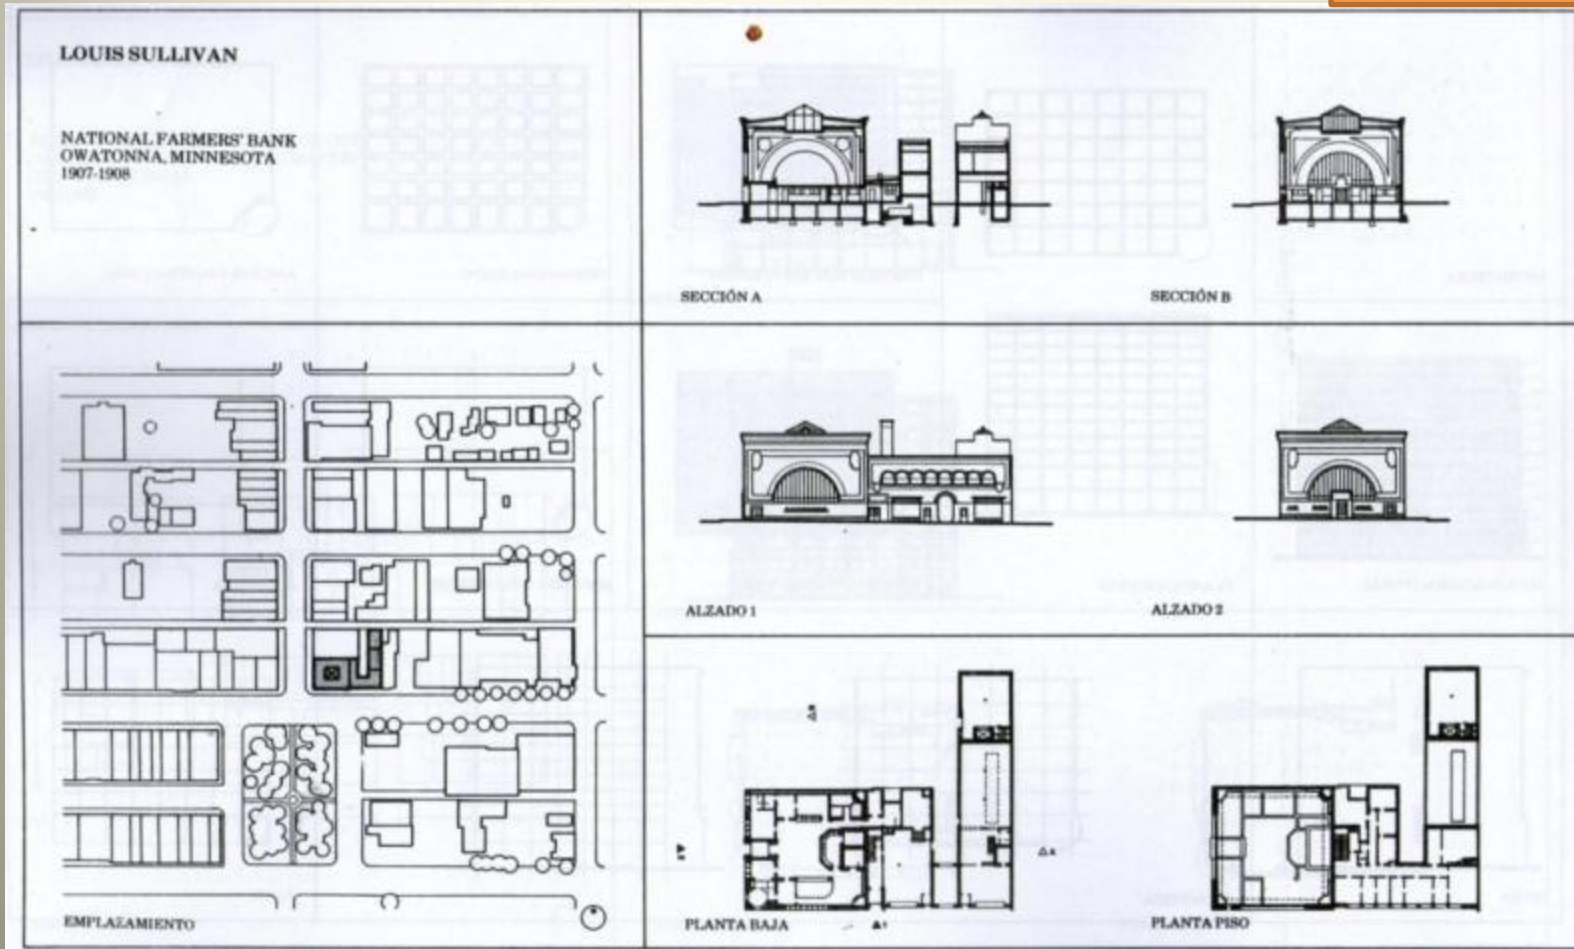 LOUIS SULLIVAN
NATIONAL FARMERS' BANK
OWATONNA, MINNESOTA
1907-1908
SECCIÓN A
SECCIÓN B
EMPLAZAMIENTO
ALZADO 1
ALZADO 2
PLANTA BAJA
PLANTA PISO